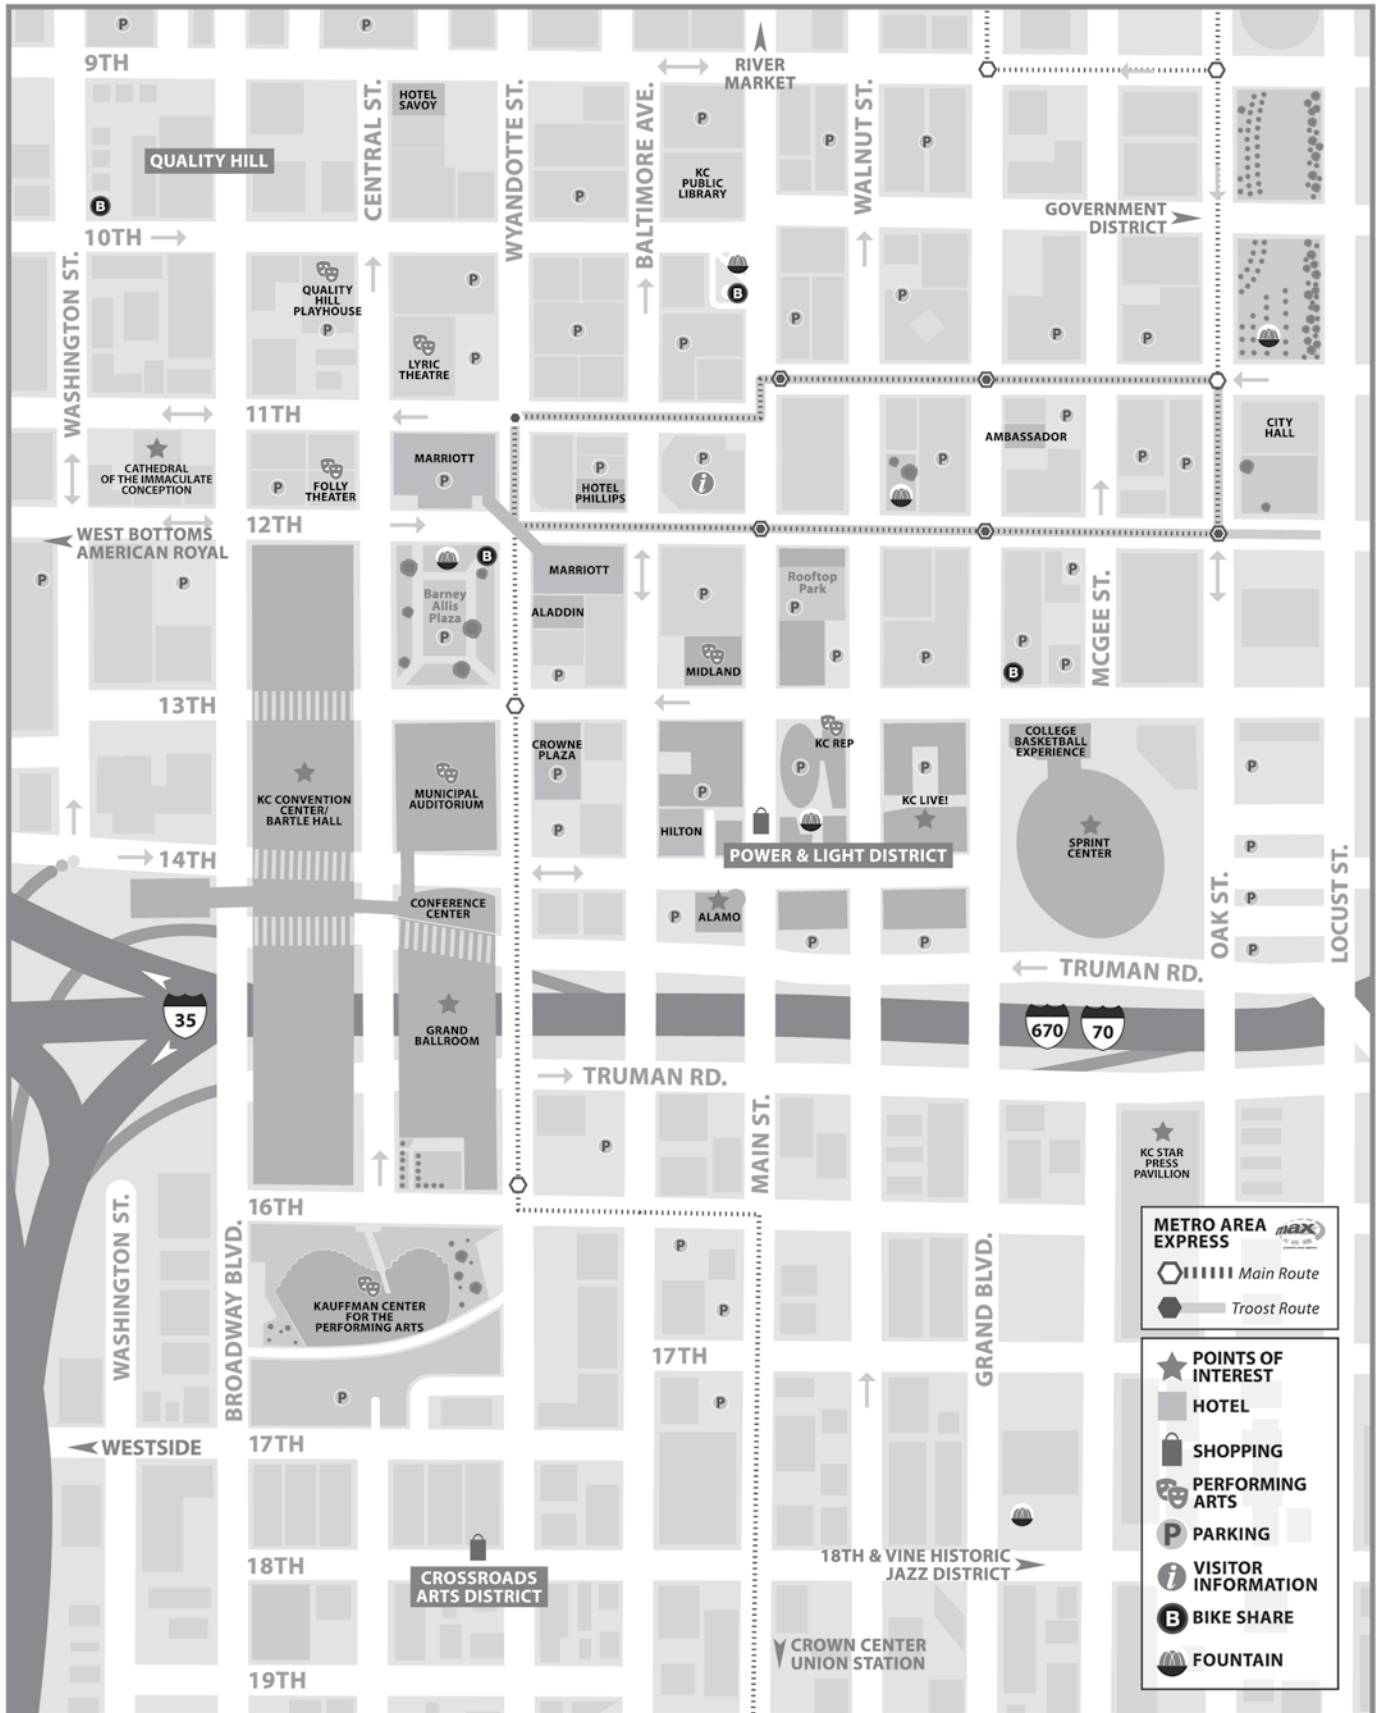 P
P
9TH
RIVER
MARKET
HOTEL
SAVOY
CENTRAL ST.
WYANDOTTE ST.
BALTIMORE AVE.
WALNUT ST.
P
P
P
QUALITY HILL
KC
PUBLIC
LIBRARY
P
B
GOVERNMENT
DISTRICT
10TH
WASHINGTON ST.
QUALITY
HILL
PLAYHOUSE
P
P
B
P
P
P
P
P
P
P
LYRIC
THEATRE
P
11TH
CITY
HALL
P
AMBASSADOR
CATHEDRAL
OF THE IMMACULATE
CONCEPTION
P
FOLLY
THEATER
MARRIOTT
P
P
HOTEL
PHILLIPS
P
i
P
P
P
12TH
WEST BOTTOMS
AMERICAN ROYAL
P
P
B
Barney
Allis
Plaza
P
MARRIOTT
ALADDIN
P
P
MIDLAND
Rooftop
Park
P
P
P
P
P
P
B
MCGEE ST.
13TH
KC CONVENTION
CENTER/
BARTLE HALL
MUNICIPAL
AUDITORIUM
CROWNE
PLAZA
P
P
P
HILTON
KC REP
P
P
KC LIVE!
COLLEGE
BASKETBALL
EXPERIENCE
SPRINT
CENTER
P
P
P
P
POWER & LIGHT DISTRICT
14TH
CONFERENCE
CENTER
P
ALAMO
P
P
OAK ST.
LOCUST ST.
TRUMAN RD.
35
GRAND
BALLROOM
670
70
TRUMAN RD.
P
MAIN ST.
KC STAR
PRESS
PAVILLION
16TH
WASHINGTON ST.
BROADWAY BLVD.
KAUFFMAN CENTER
FOR THE
PERFORMING ARTS
P
P
P
17TH
P
GRAND BLVD.
WESTSIDE
17TH
18TH
CROSSROADS
ARTS DISTRICT
18TH & VINE HISTORIC
JAZZ DISTRICT
CROWN CENTER
UNION STATION
19TH
METRO AREA
EXPRESS
max
Main Route
Troost Route
POINTS OF
INTEREST
HOTEL
SHOPPING
PERFORMING
ARTS
P PARKING
i VISITOR
INFORMATION
B BIKE SHARE
FOUNTAIN